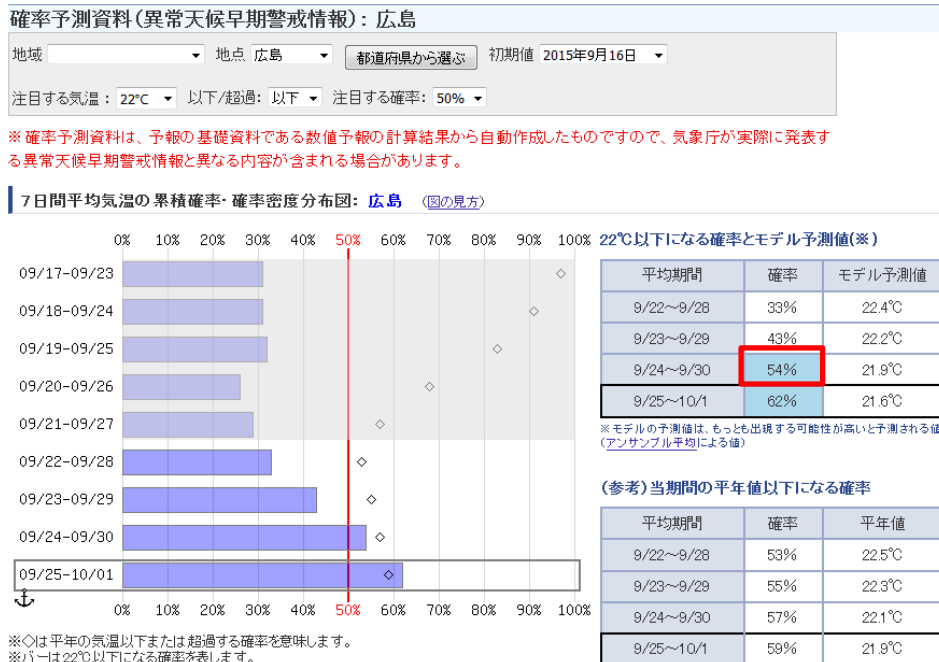 確率予測資料(異常天候早期警戒情報): 広島
地域 地点 広島 都道府県から選ぶ 初期値 2015年9月16日
注目する気温: 22℃ 以下/超過: 以下 注目する確率: 50%
※確率予測資料は、予報の基礎資料である数値予報の計算結果から自動作成したものですので、気象庁が実際に発表す
る異常天候早期警戒情報と異なる内容が含まれる場合があります。
7日間平均気温の累積確率・確率密度分布図: 広島 (図の見方)
0% 10% 20% 30% 40% 50% 60% 70% 80% 90% 100%
09/17-09/23
09/18-09/24
09/19-09/25
09/20-09/26
09/21-09/27
09/22-09/28
09/23-09/29
09/24-09/30
09/25-10/01
0% 10% 20% 30% 40% 50% 60% 70% 80% 90% 100%
※◇は平年の気温以下または超過する確率を意味します。
※バーは22℃以下になる確率を表します。
22℃以下になる確率とモデル予測値(※)
平均期間 確率 モデル予測値
9/22～9/28 33% 22.4℃
9/23～9/29 43% 22.2℃
9/24～9/30 54% 21.9℃
9/25～10/1 62% 21.6℃
※モデルの予測値は、もっとも出現する可能性が高いと予測される値
(アンサンブル平均による値)
(参考)当期間の平年値以下になる確率
平均期間 確率 平年値
9/22～9/28 53% 22.5℃
9/23～9/29 55% 22.3℃
9/24～9/30 57% 22.1℃
9/25～10/1 59% 21.9℃